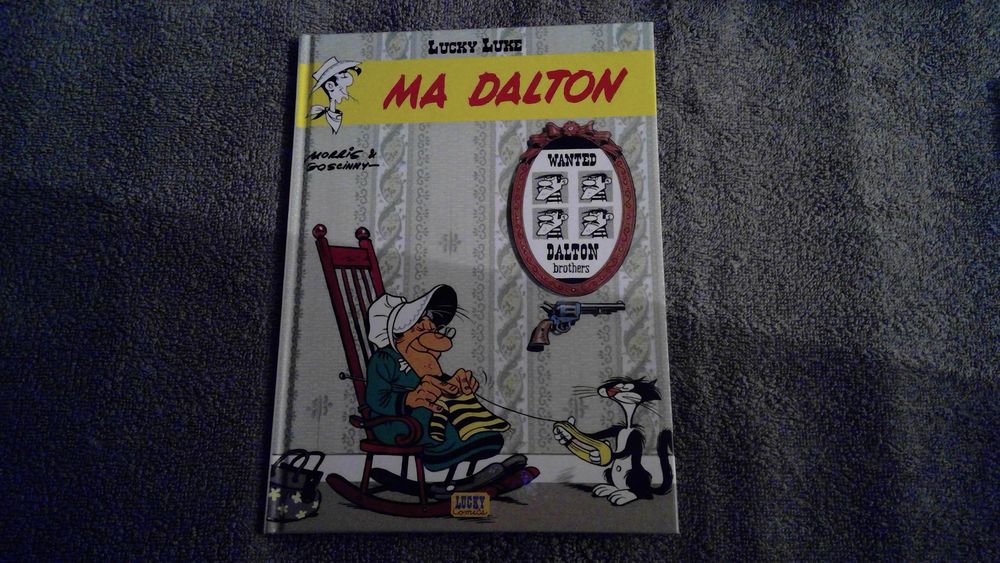 LUCKY LUKE
MA DALTON
MORRIS &
GOSCINNY
WANTED
DALTON
brothers
LUCKY
Comics